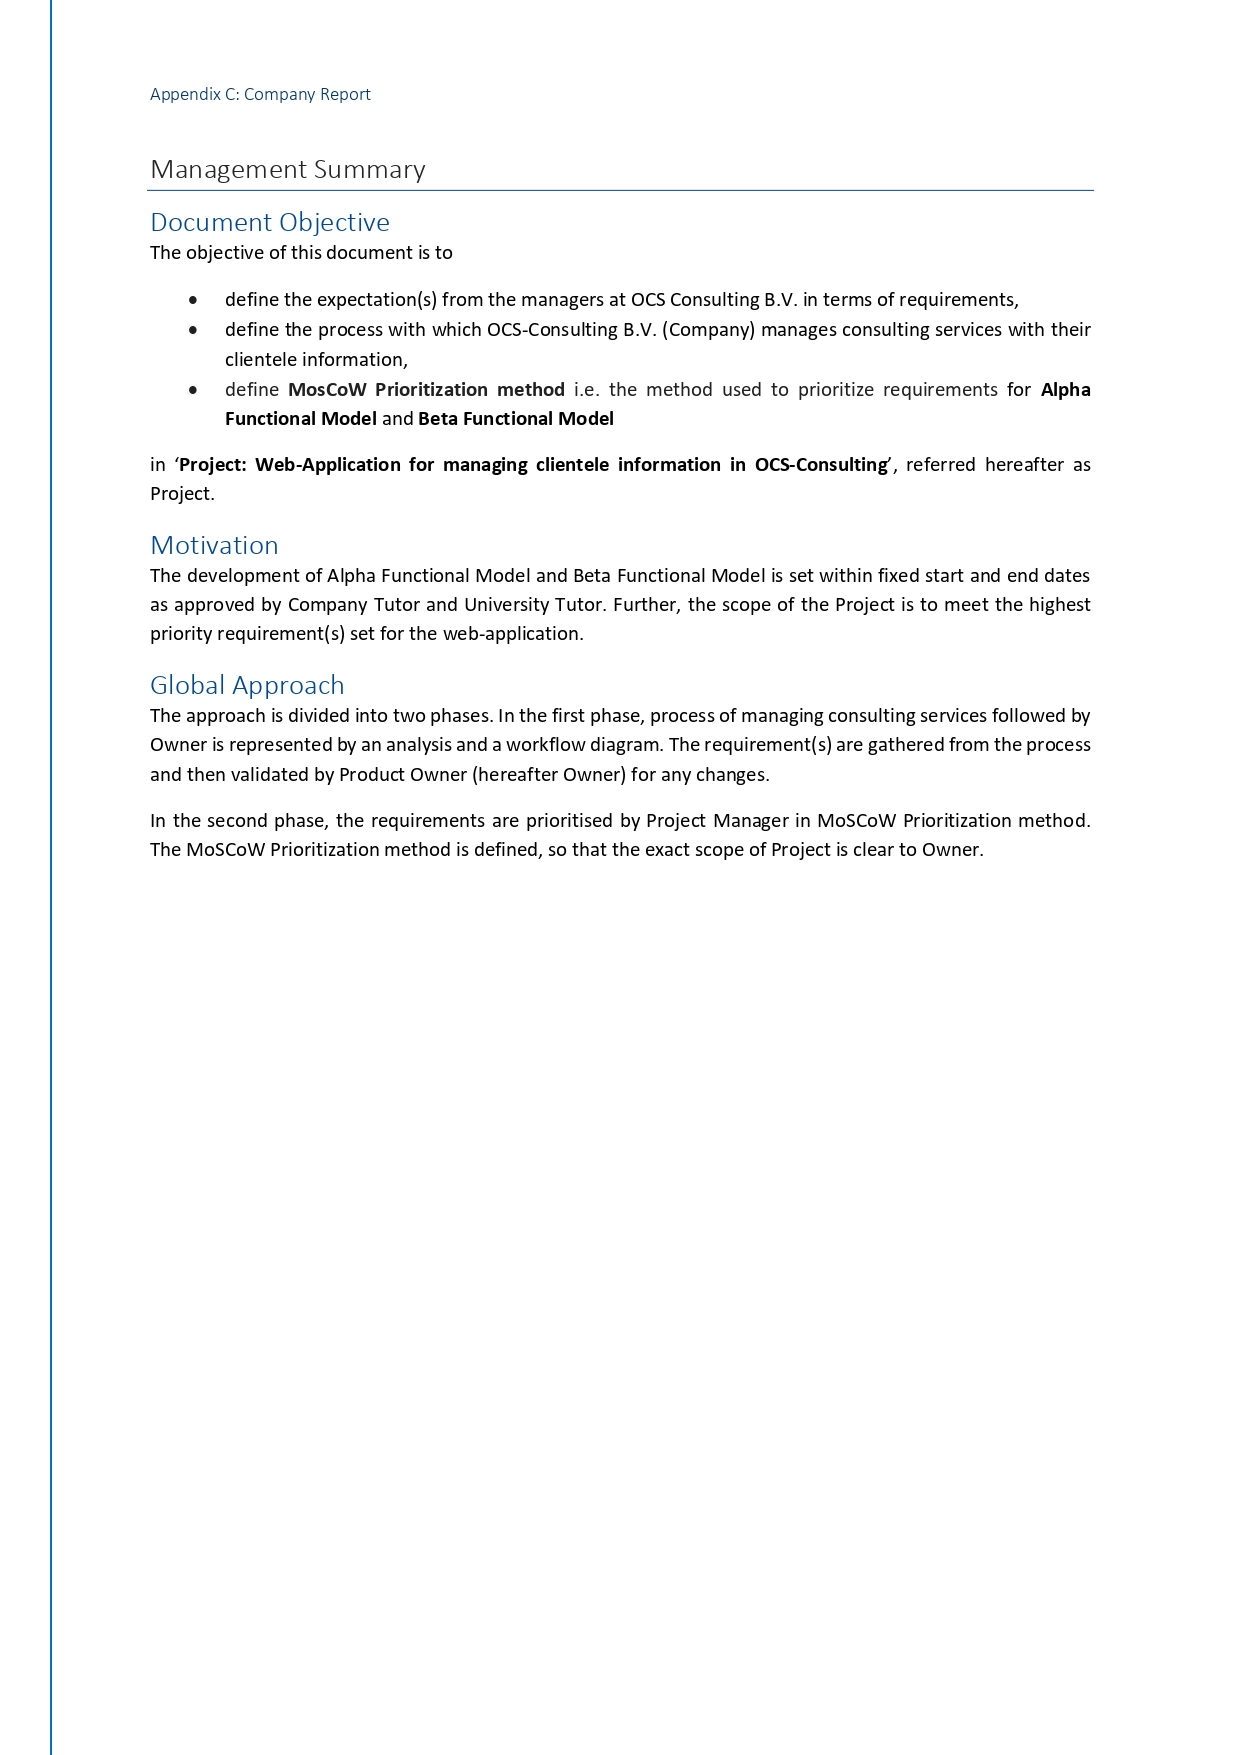 Appendix C: Company Report
Management Summary
Document Objective
The objective of this document is to
• define the expectation(s) from the managers at OCS Consulting B.V. in terms of requirements,
• define the process with which OCS-Consulting B.V. (Company) manages consulting services with their
clientele information,
• define MosCoW Prioritization method i.e. the method used to prioritize requirements for Alpha
Functional Model and Beta Functional Model
in ‘Project: Web-Application for managing clientele information in OCS-Consulting’, referred hereafter as
Project.
Motivation
The development of Alpha Functional Model and Beta Functional Model is set within fixed start and end dates
as approved by Company Tutor and University Tutor. Further, the scope of the Project is to meet the highest
priority requirement(s) set for the web-application.
Global Approach
The approach is divided into two phases. In the first phase, process of managing consulting services followed by
Owner is represented by an analysis and a workflow diagram. The requirement(s) are gathered from the process
and then validated by Product Owner (hereafter Owner) for any changes.
In the second phase, the requirements are prioritised by Project Manager in MoSCoW Prioritization method.
The MoSCoW Prioritization method is defined, so that the exact scope of Project is clear to Owner.